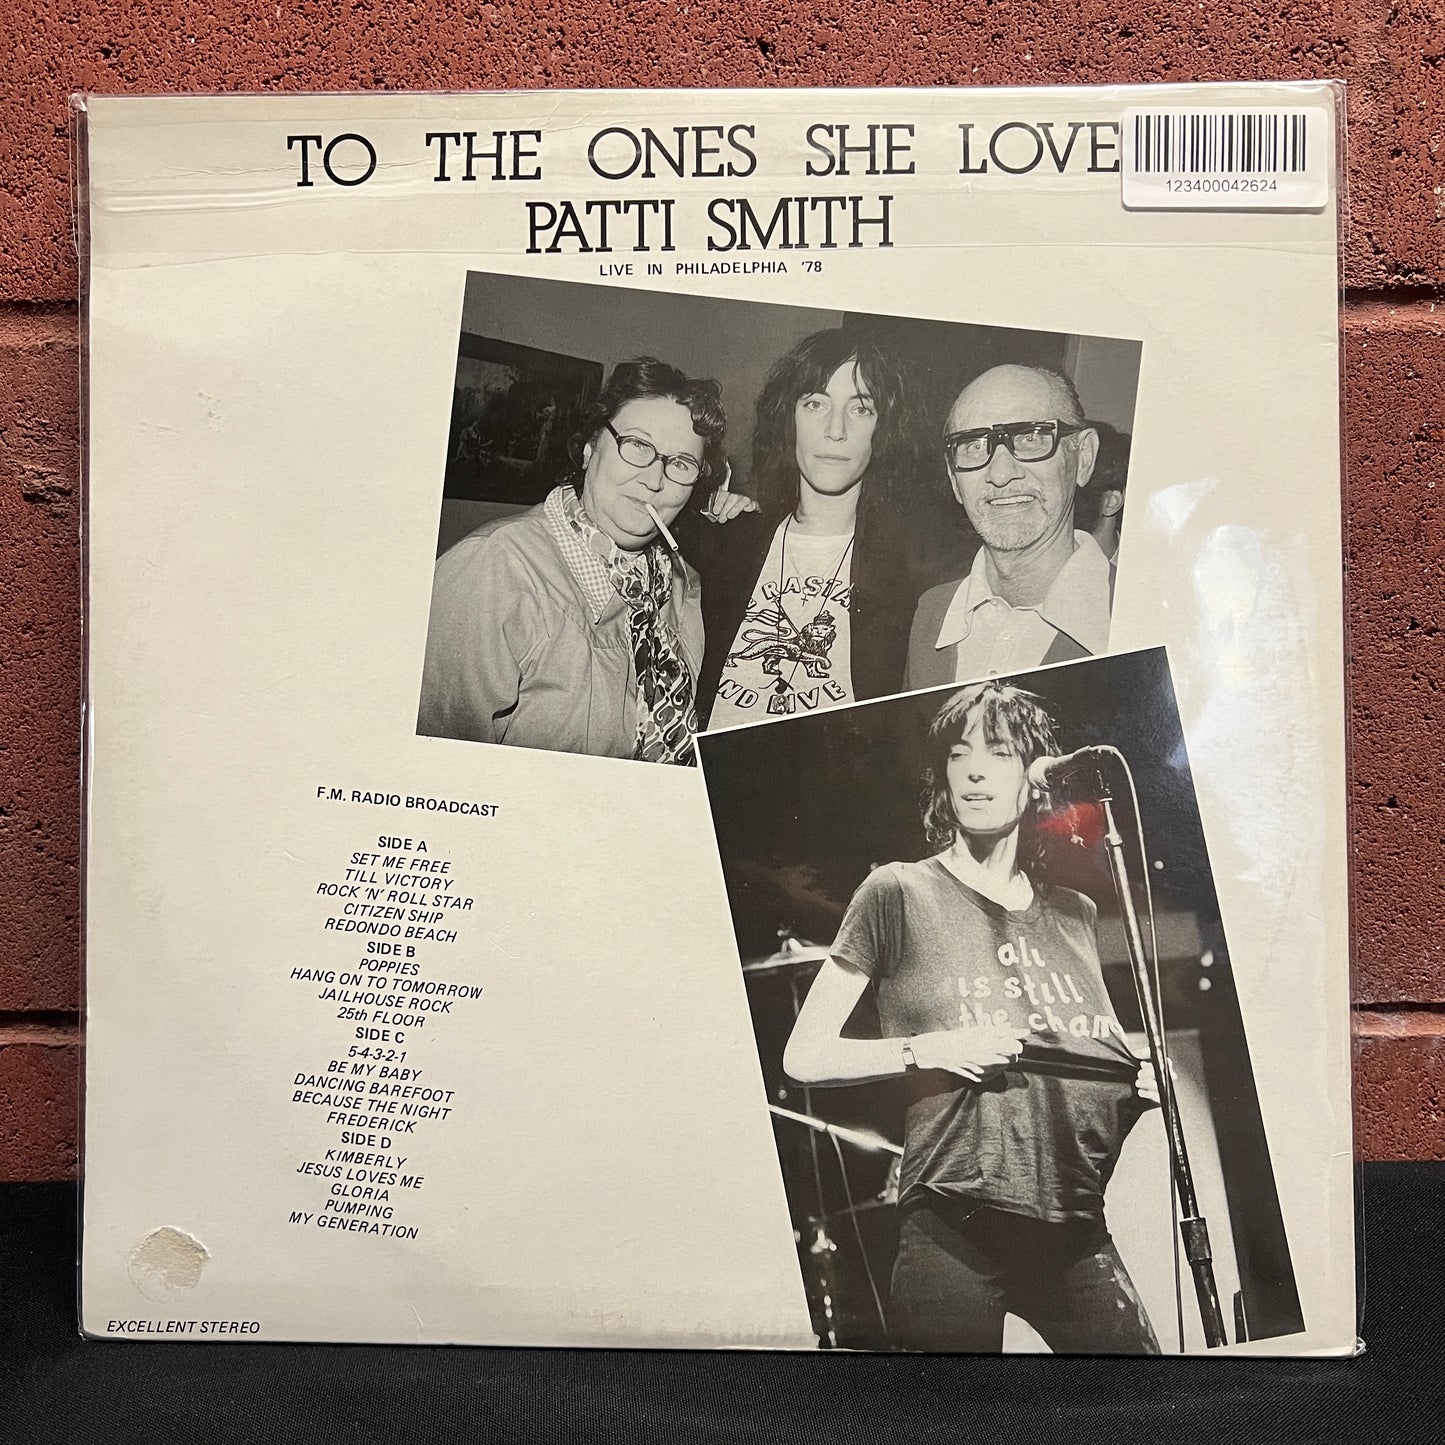 TO THE ONES SHE LOVE
123400042624
PATTI SMITH
LIVE IN PHILADELPHIA '78
RASTA
ND LIVE
ali
is still
the cham
F.M. RADIO BROADCAST
SIDE A
SET ME FREE
TILL VICTORY
ROCK 'N' ROLL STAR
CITIZEN SHIP
REDONDO BEACH
SIDE B
POPPIES
HANG ON TO TOMORROW
JAILHOUSE ROCK
25th FLOOR
SIDE C
5-4-3-2-1
BE MY BABY
DANCING BAREFOOT
BECAUSE THE NIGHT
FREDERICK
SIDE D
KIMBERLY
JESUS LOVES ME
GLORIA
PUMPING
MY GENERATION
EXCELLENT STEREO